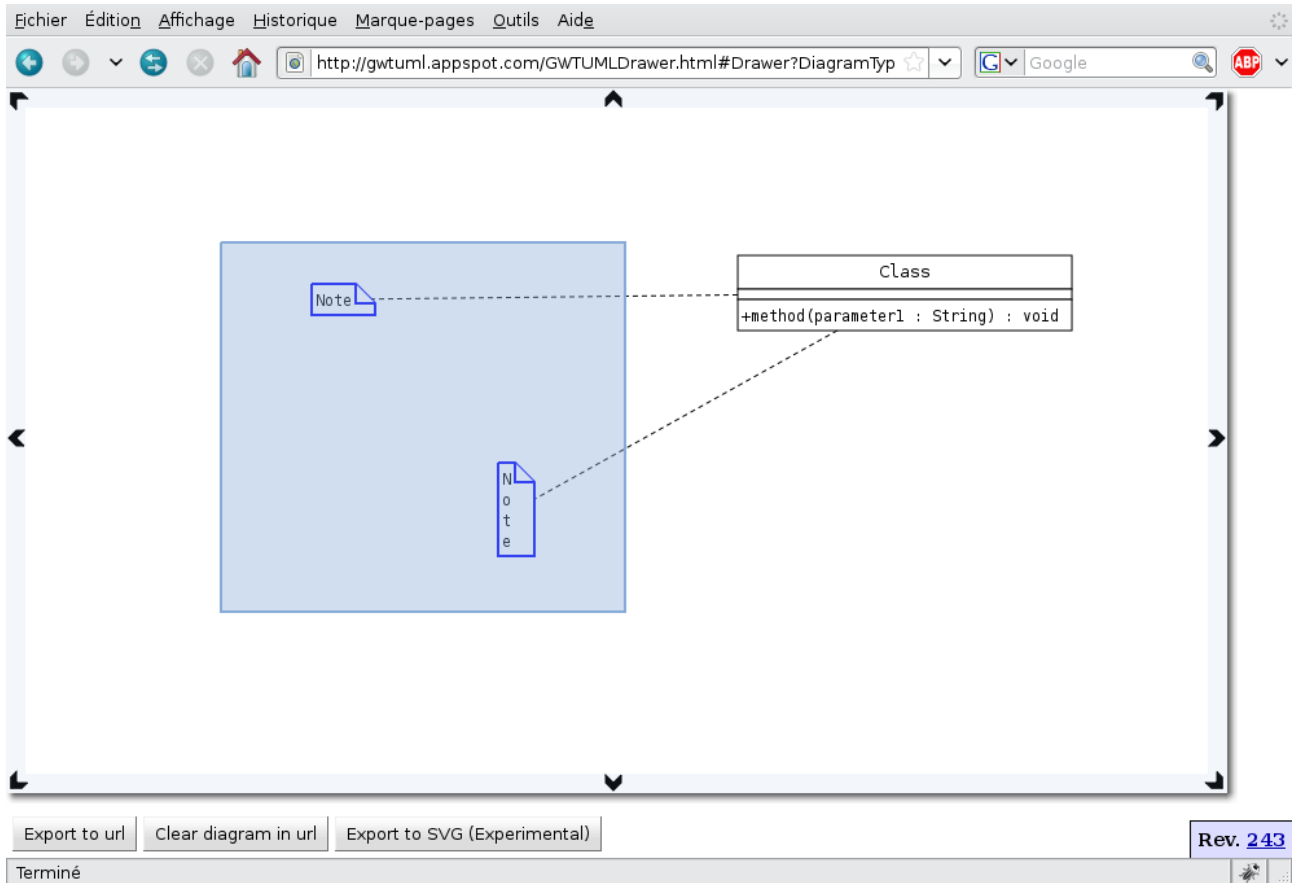 Fichier Édition Affichage Historique Marque-pages Outils Aide
http://gwtuml.appspot.com/GWTUMLDrawer.html#Drawer?DiagramTyp G Google ABP
Class
Note
+method(parameter1 : String) : void
N
o
t
e
Export to url Clear diagram in url Export to SVG (Experimental)
Rev. 243
Terminé